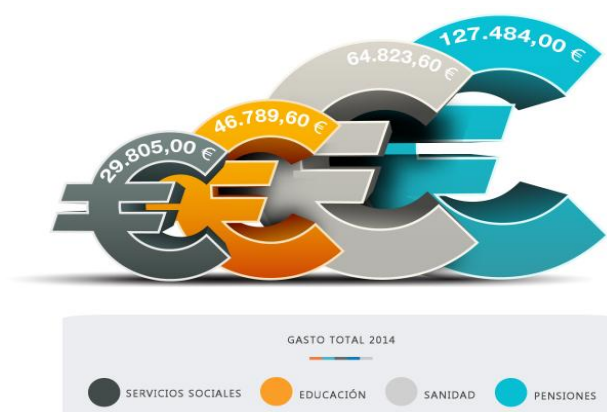 127.484,00 €
64.823,60 €
46.789,60 €
29.805,00 €
GASTO TOTAL 2014
SERVICIOS SOCIALES EDUCACIÓN SANIDAD PENSIONES